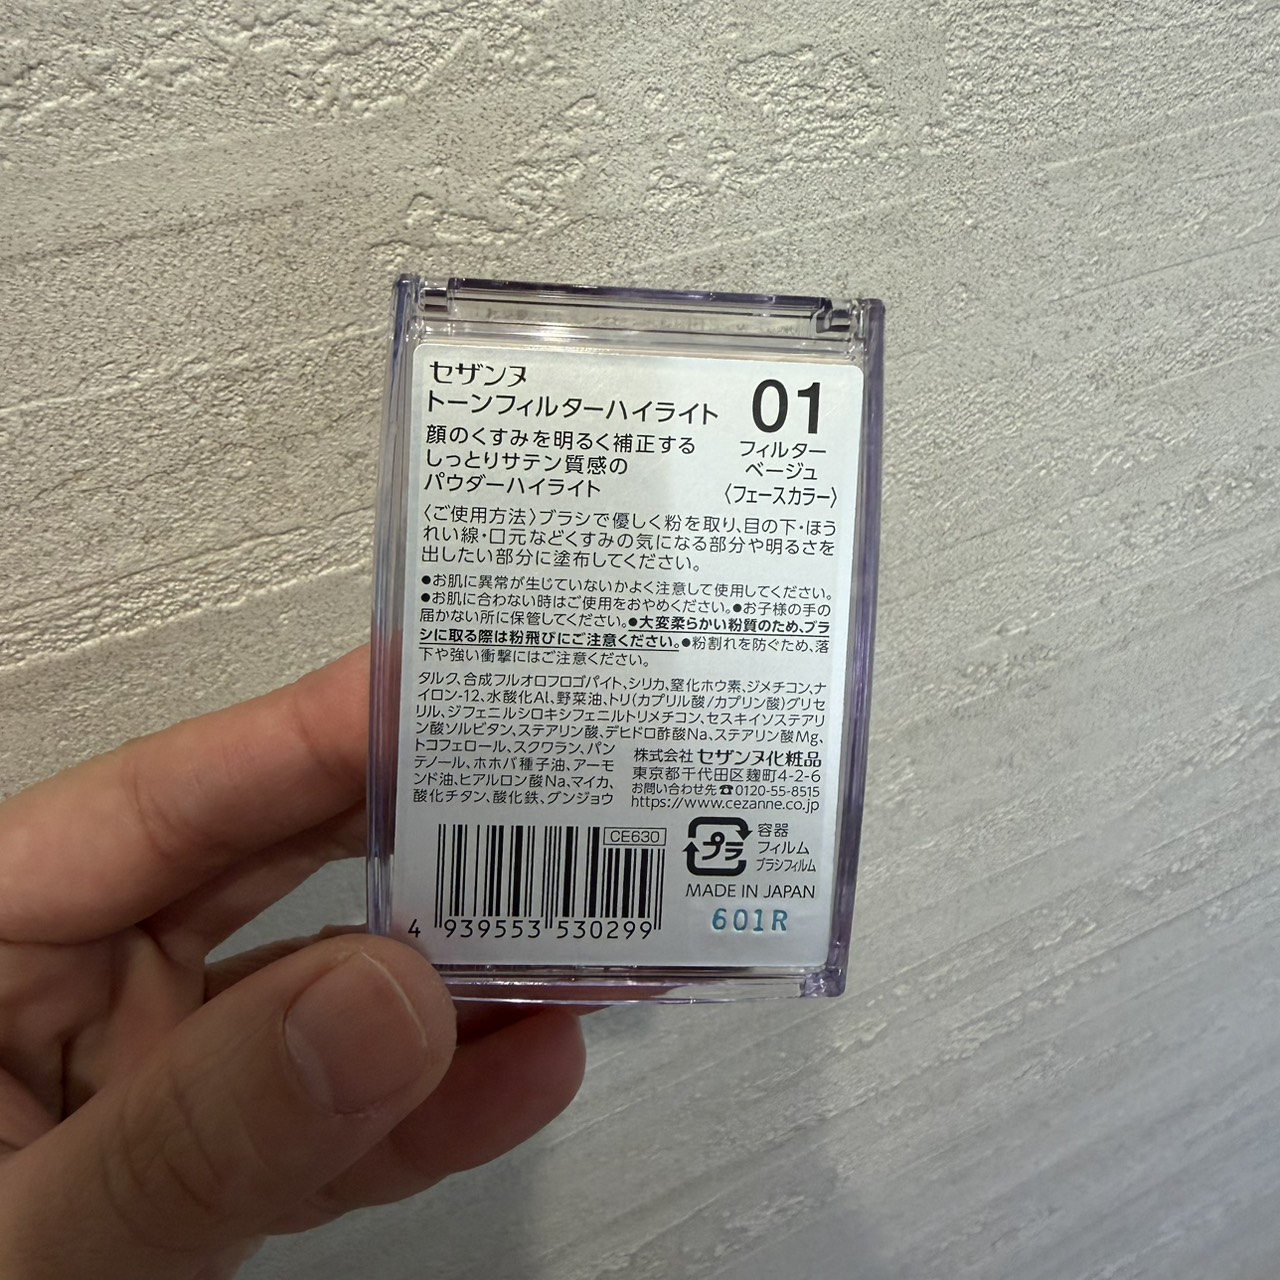 セザンヌ
トーンフィルターハイライト
顔のくすみを明るく補正する
しっとりサテン質感の
パウダーハイライト
01
フィルター
ベージュ
〈フェースカラー〉
〈ご使用方法〉ブラシで優しく粉を取り、目の下・ほう
れい線・口元などくすみの気になる部分や明るさを
出したい部分に塗布してください。
●お肌に異常が生じていないかよく注意して使用してください。
●お肌に合わない時はご使用をおやめください。●お子様の手の
届かない所に保管してください。●大変柔らかい粉質のため、ブラ
シに取る際は粉飛びにご注意ください。●粉割れを防ぐため、落
下や強い衝撃にはご注意ください。
タルク、合成フルオロフロゴパイト、シリカ、窒化ホウ素、ジメチコン、ナ
イロン-12、水酸化Al、野菜油、トリ(カプリル酸/カプリン酸)グリセ
リル、ジフェニルシロキシフェニルトリメチコン、セスキイソステアリ
ン酸ソルビタン、ステアリン酸、デヒドロ酢酸Na、ステアリン酸Mg、
トコフェロール、スクワラン、パン
テノール、ホホバ種子油、アーモ
ンド油、ヒアルロン酸Na、マイカ、
酸化チタン、酸化鉄、グンジョウ
株式会社 セザンヌ化粧品
東京都千代田区麹町4-2-6
お問い合わせ先☎0120-55-8515
https://www.cezanne.co.jp
CE630
4 939553 530299
プラ
容器
フィルム
ブラシフィルム
MADE IN JAPAN
601R